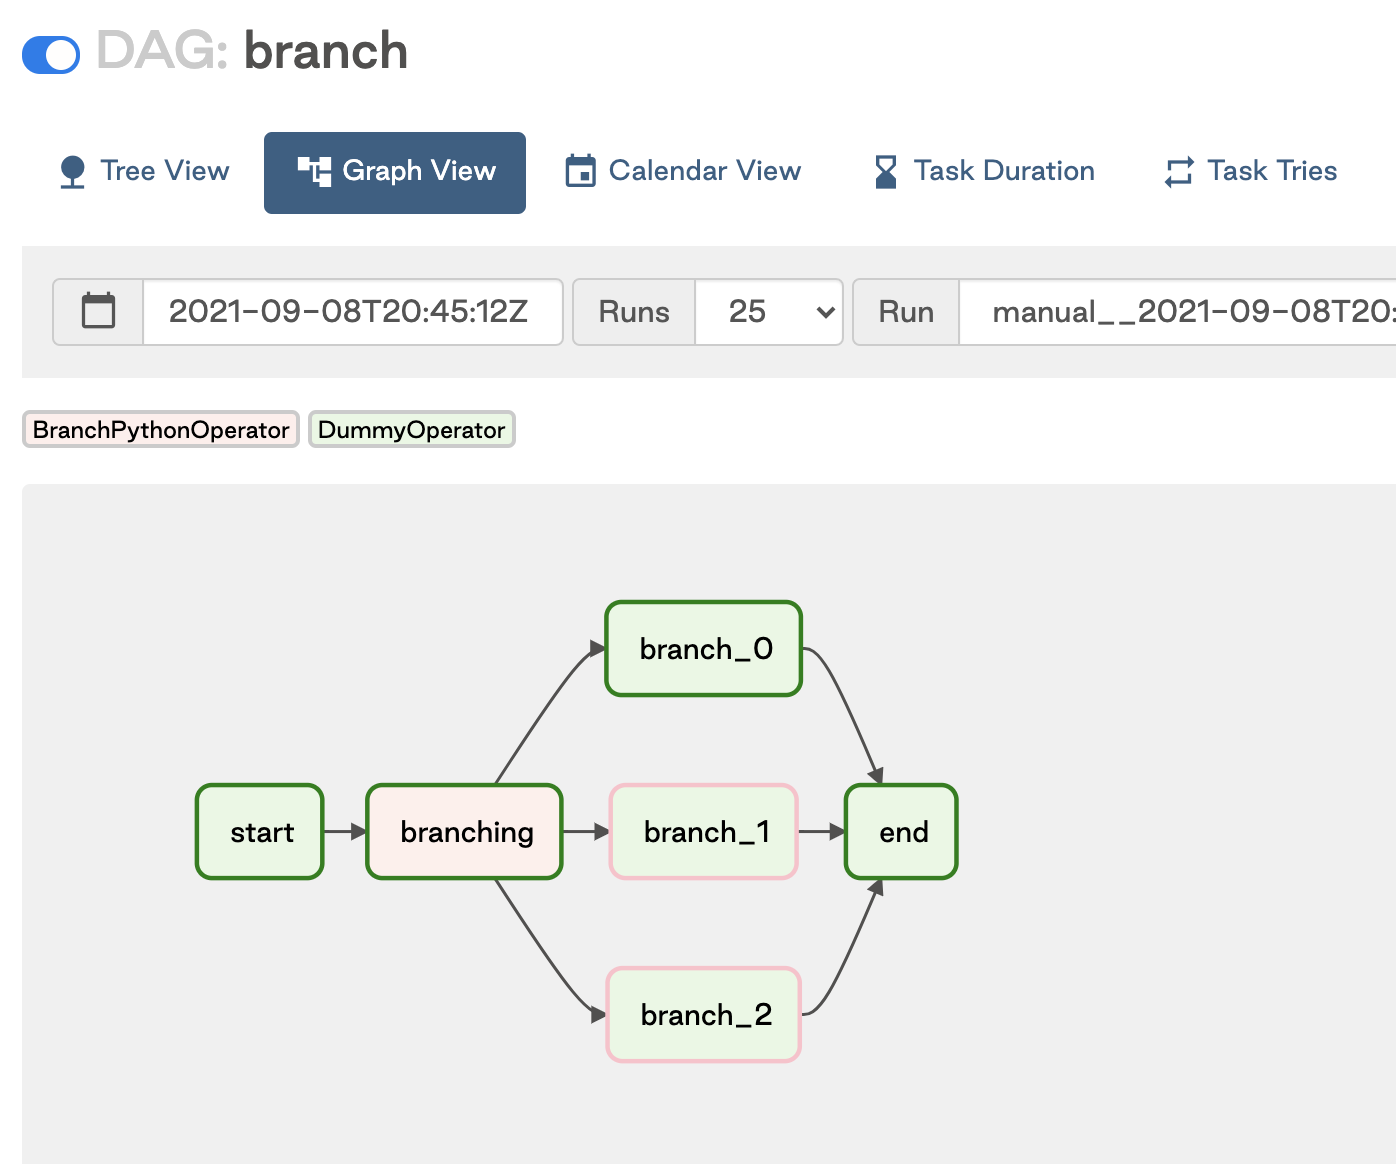 DAG: branch
Tree View
Graph View
Calendar View
Task Duration
Task Tries
2021-09-08T20:45:12Z
Runs
25
Run
manual__2021-09-08T20:
BranchPythonOperator
DummyOperator
branch_0
start
branching
branch_1
end
branch_2